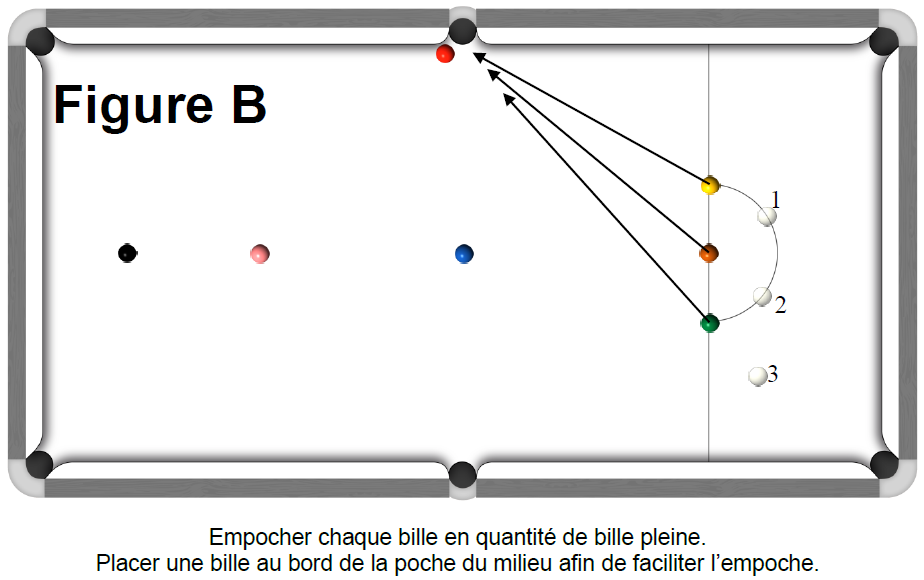 Figure B
1
2
3
Empocher chaque bille en quantité de bille pleine.
Placer une bille au bord de la poche du milieu afin de faciliter l'empoche.